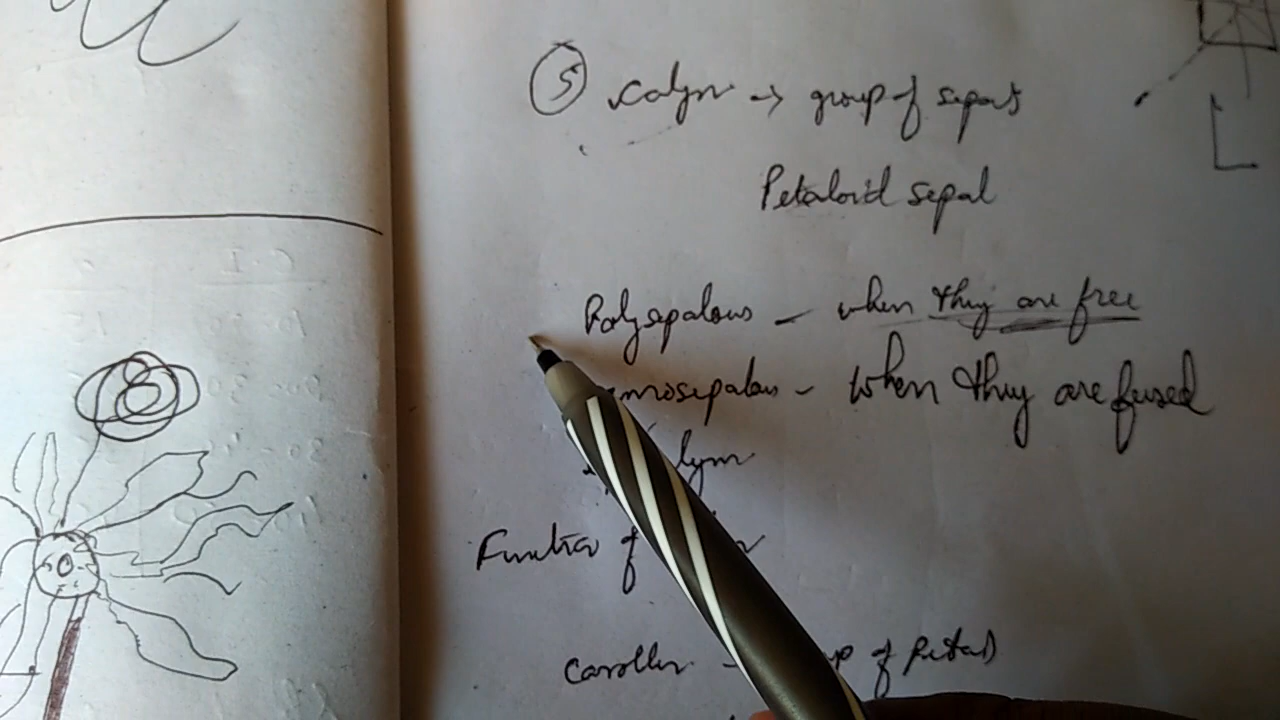 5 Calyx → group of sepals
Petaloid sepal
Polysepalous - when they are free
mosepalous - When they are fused
Function of
Corolla - of Petals